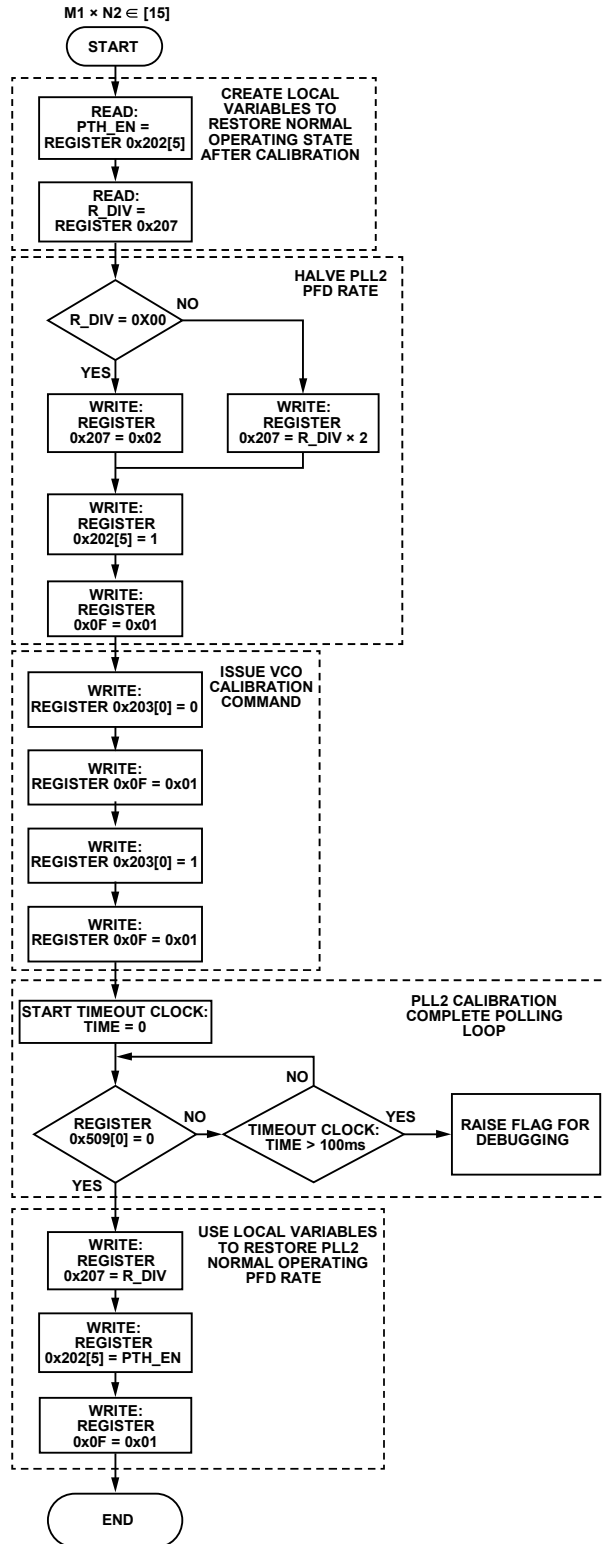 M1 × N2 ∈ [15]
START
CREATE LOCAL
VARIABLES TO
RESTORE NORMAL
OPERATING STATE
AFTER CALIBRATION
READ:
PTH_EN =
REGISTER 0x202[5]
READ:
R_DIV =
REGISTER 0x207
HALVE PLL2
PFD RATE
R_DIV = 0X00
NO
YES
WRITE:
REGISTER
0x207 = 0x02
WRITE:
REGISTER
0x207 = R_DIV × 2
WRITE:
REGISTER
0x202[5] = 1
WRITE:
REGISTER
0x0F = 0x01
ISSUE VCO
CALIBRATION
COMMAND
WRITE:
REGISTER 0x203[0] = 0
WRITE:
REGISTER 0x0F = 0x01
WRITE:
REGISTER 0x203[0] = 1
WRITE:
REGISTER 0x0F = 0x01
START TIMEOUT CLOCK:
TIME = 0
PLL2 CALIBRATION
COMPLETE POLLING
LOOP
NO
REGISTER
0x509[0] = 0
NO
TIMEOUT CLOCK:
TIME > 100ms
YES
RAISE FLAG FOR
DEBUGGING
YES
USE LOCAL VARIABLES
TO RESTORE PLL2
NORMAL OPERATING
PFD RATE
WRITE:
REGISTER
0x207 = R_DIV
WRITE:
REGISTER
0x202[5] = PTH_EN
WRITE:
REGISTER
0x0F = 0x01
END